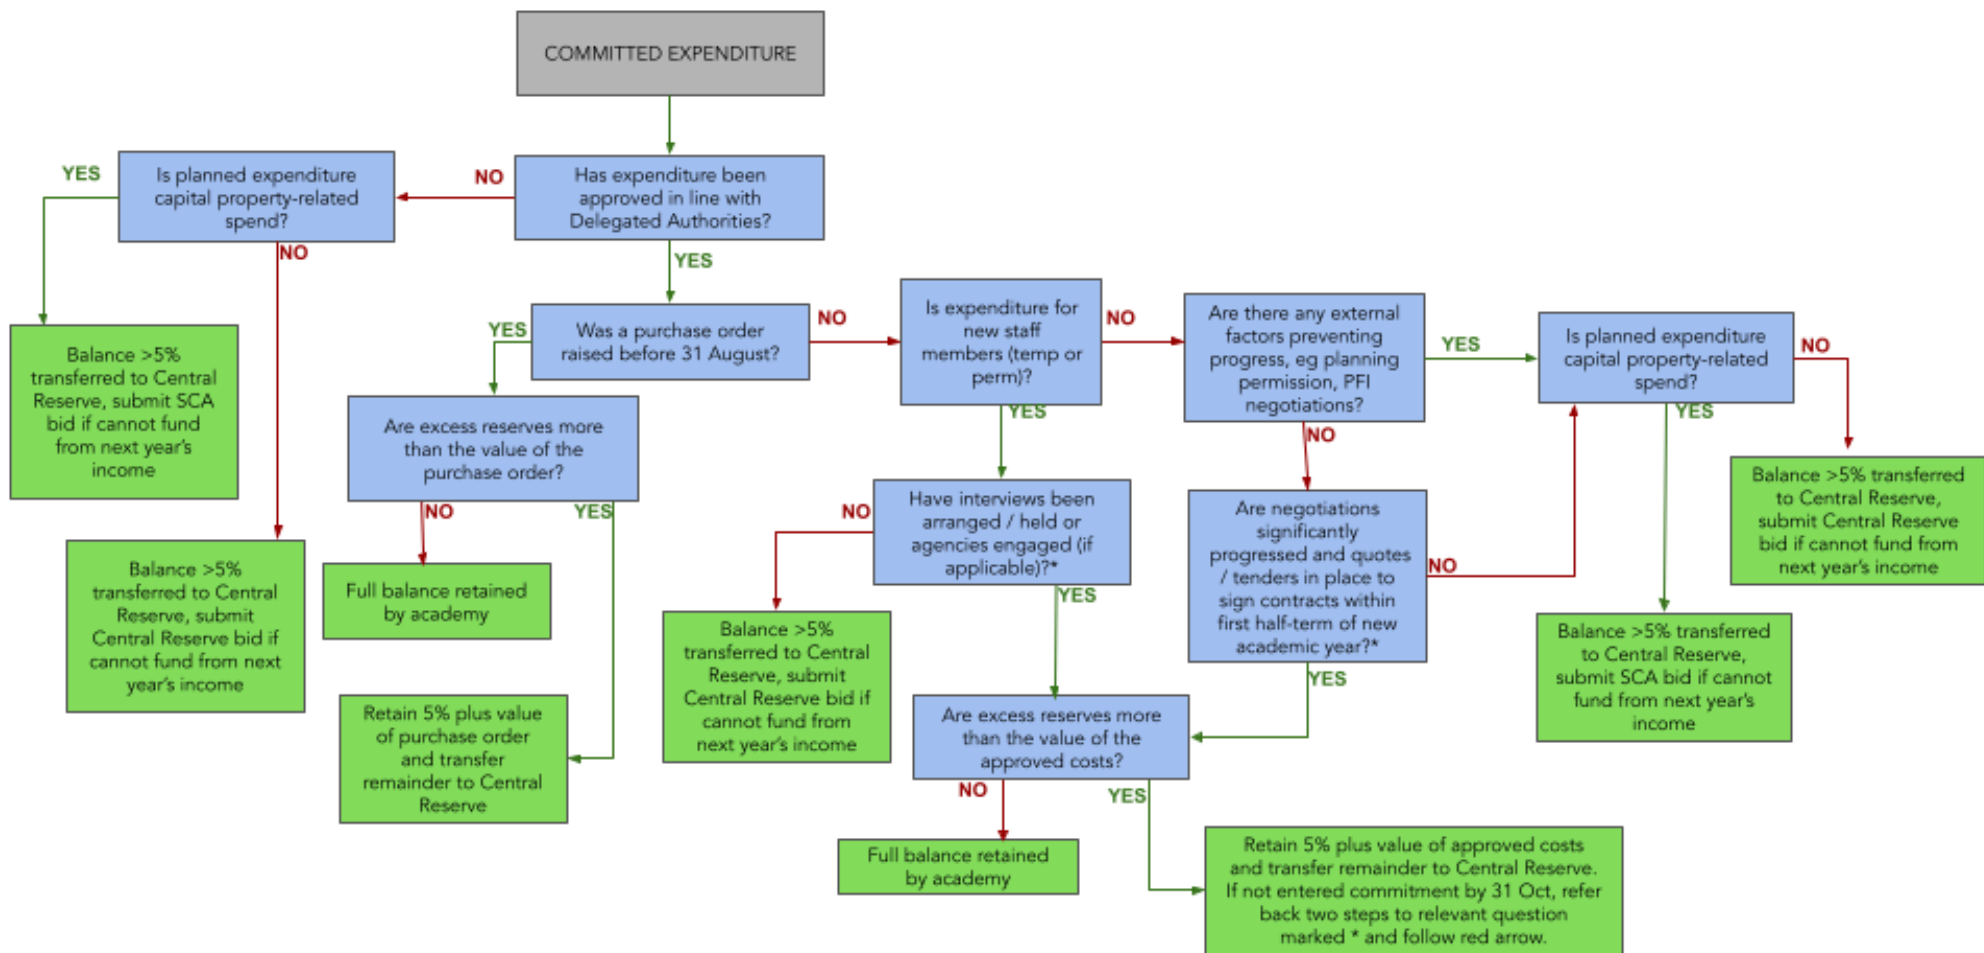 COMMITTED EXPENDITURE
YES
Is planned expenditure
capital property-related
spend?
NO
Has expenditure been
approved in line with
Delegated Authorities?
NO
YES
Balance >5%
transferred to Central
Reserve, submit SCA
bid if cannot fund
from next year's
income
YES
Was a purchase order
raised before 31 August?
NO
Is expenditure for
new staff
members (temp or
perm)?
NO
Are there any external
factors preventing
progress, eg planning
permission, PFI
negotiations?
YES
Is planned expenditure
capital property-related
spend?
NO
Are excess reserves more
than the value of the
purchase order?
YES
NO
YES
NO
YES
Balance >5% transferred
to Central Reserve,
submit Central Reserve
bid if cannot fund from
next year's income
Balance >5%
transferred to Central
Reserve, submit
Central Reserve bid if
cannot fund from next
year's income
Full balance retained
by academy
NO
Have interviews been
arranged / held or
agencies engaged (if
applicable)?*
YES
Are negotiations
significantly
progressed and quotes
/ tenders in place to
sign contracts within
first half-term of new
academic year?*
NO
YES
Balance >5%
transferred to Central
Reserve, submit
Central Reserve bid if
cannot fund from
next year's income
Balance >5% transferred
to Central Reserve,
submit SCA bid if cannot
fund from next year's
income
Retain 5% plus value
of purchase order
and transfer
remainder to Central
Reserve
Are excess reserves more
than the value of the
approved costs?
NO
YES
Full balance retained
by academy
Retain 5% plus value of approved costs
and transfer remainder to Central Reserve.
If not entered commitment by 31 Oct, refer
back two steps to relevant question
marked * and follow red arrow.